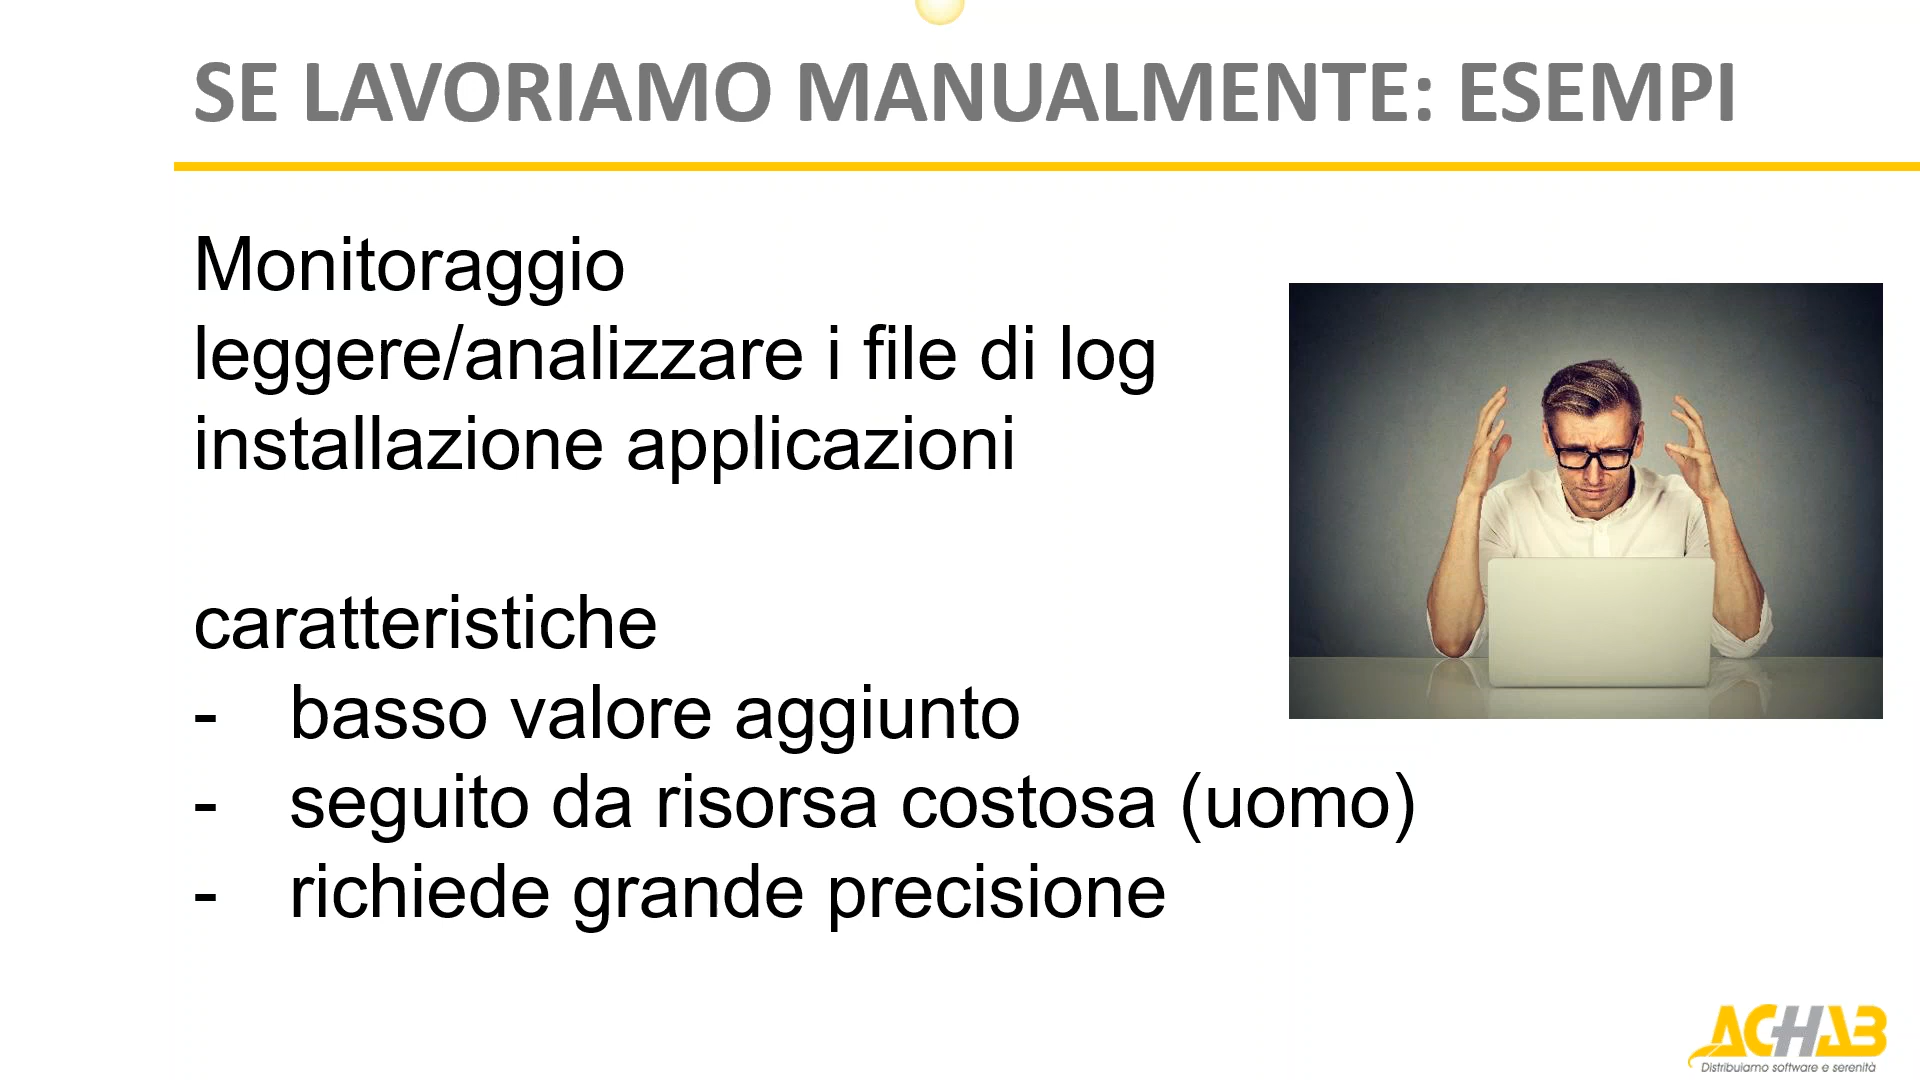 SE LAVORIAMO MANUALMENTE: ESEMPI
Monitoraggio
leggere/analizzare i file di log
installazione applicazioni
caratteristiche
- basso valore aggiunto
- seguito da risorsa costosa (uomo)
- richiede grande precisione
ACHAB
Distribuiamo software e serenità